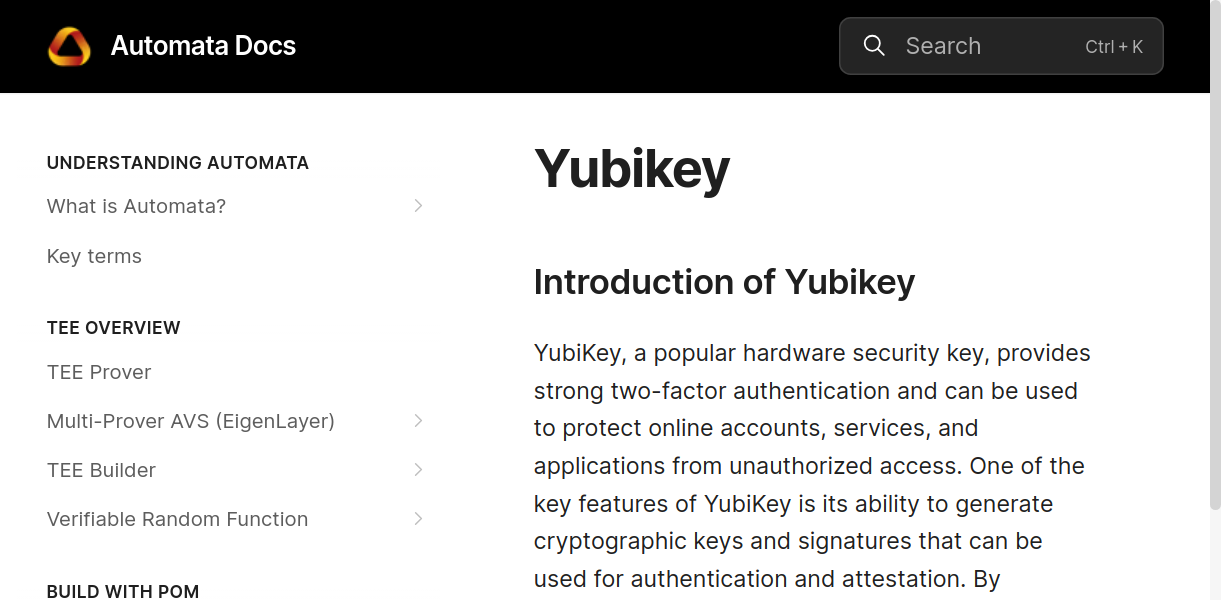 Automata Docs
Search
Ctrl + K
UNDERSTANDING AUTOMATA
What is Automata?
Key terms
TEE OVERVIEW
TEE Prover
Multi-Prover AVS (EigenLayer)
TEE Builder
Verifiable Random Function
BUILD WITH POM
Yubikey
Introduction of Yubikey
YubiKey, a popular hardware security key, provides
strong two-factor authentication and can be used
to protect online accounts, services, and
applications from unauthorized access. One of the
key features of YubiKey is its ability to generate
cryptographic keys and signatures that can be
used for authentication and attestation. By